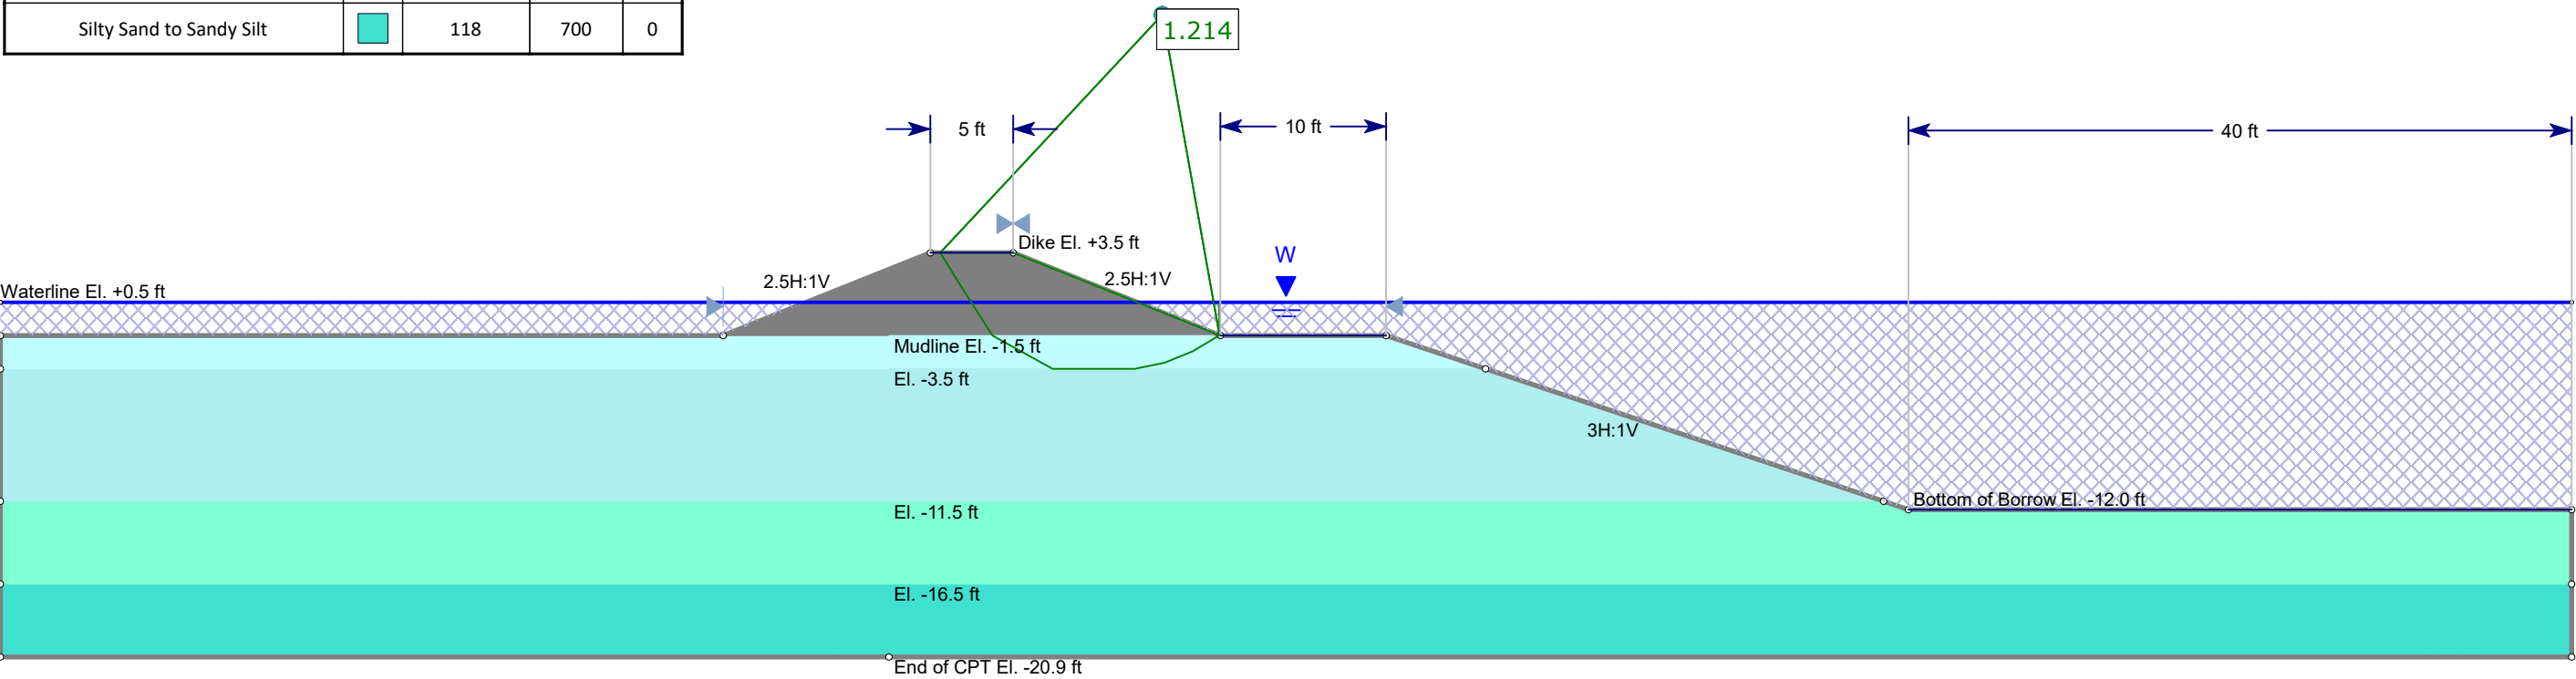 Silty Sand to Sandy Silt 118 700 0
1.214
5 ft
10 ft
40 ft
Dike El. +3.5 ft
W
2.5H:1V
2.5H:1V
Waterline El. +0.5 ft
Mudline El. -1.5 ft
El. -3.5 ft
3H:1V
Bottom of Borrow El. -12.0 ft
El. -11.5 ft
El. -16.5 ft
End of CPT El. -20.9 ft